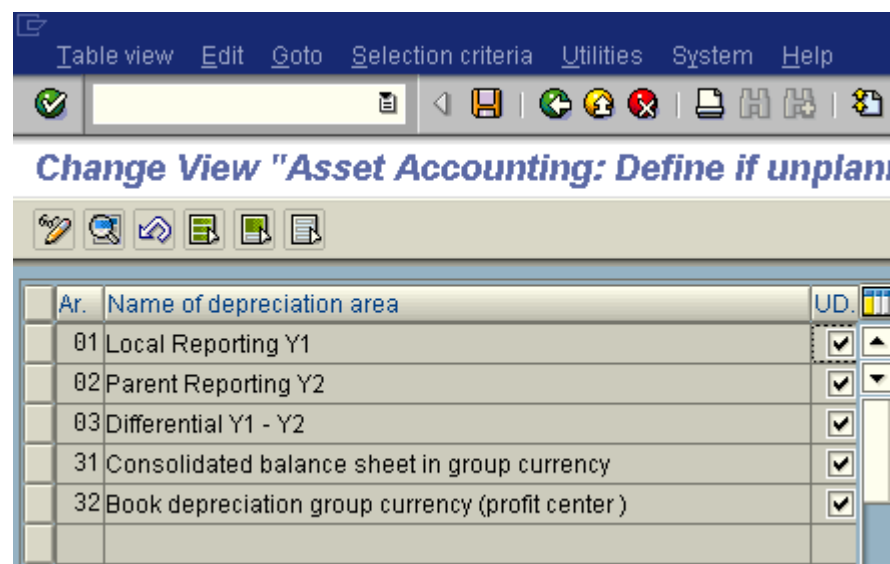 Table view Edit Goto Selection criteria Utilities System Help
Change View "Asset Accounting: Define if unplan
Ar. Name of depreciation area UD.
01 Local Reporting Y1
02 Parent Reporting Y2
03 Differential Y1 - Y2
31 Consolidated balance sheet in group currency
32 Book depreciation group currency (profit center )